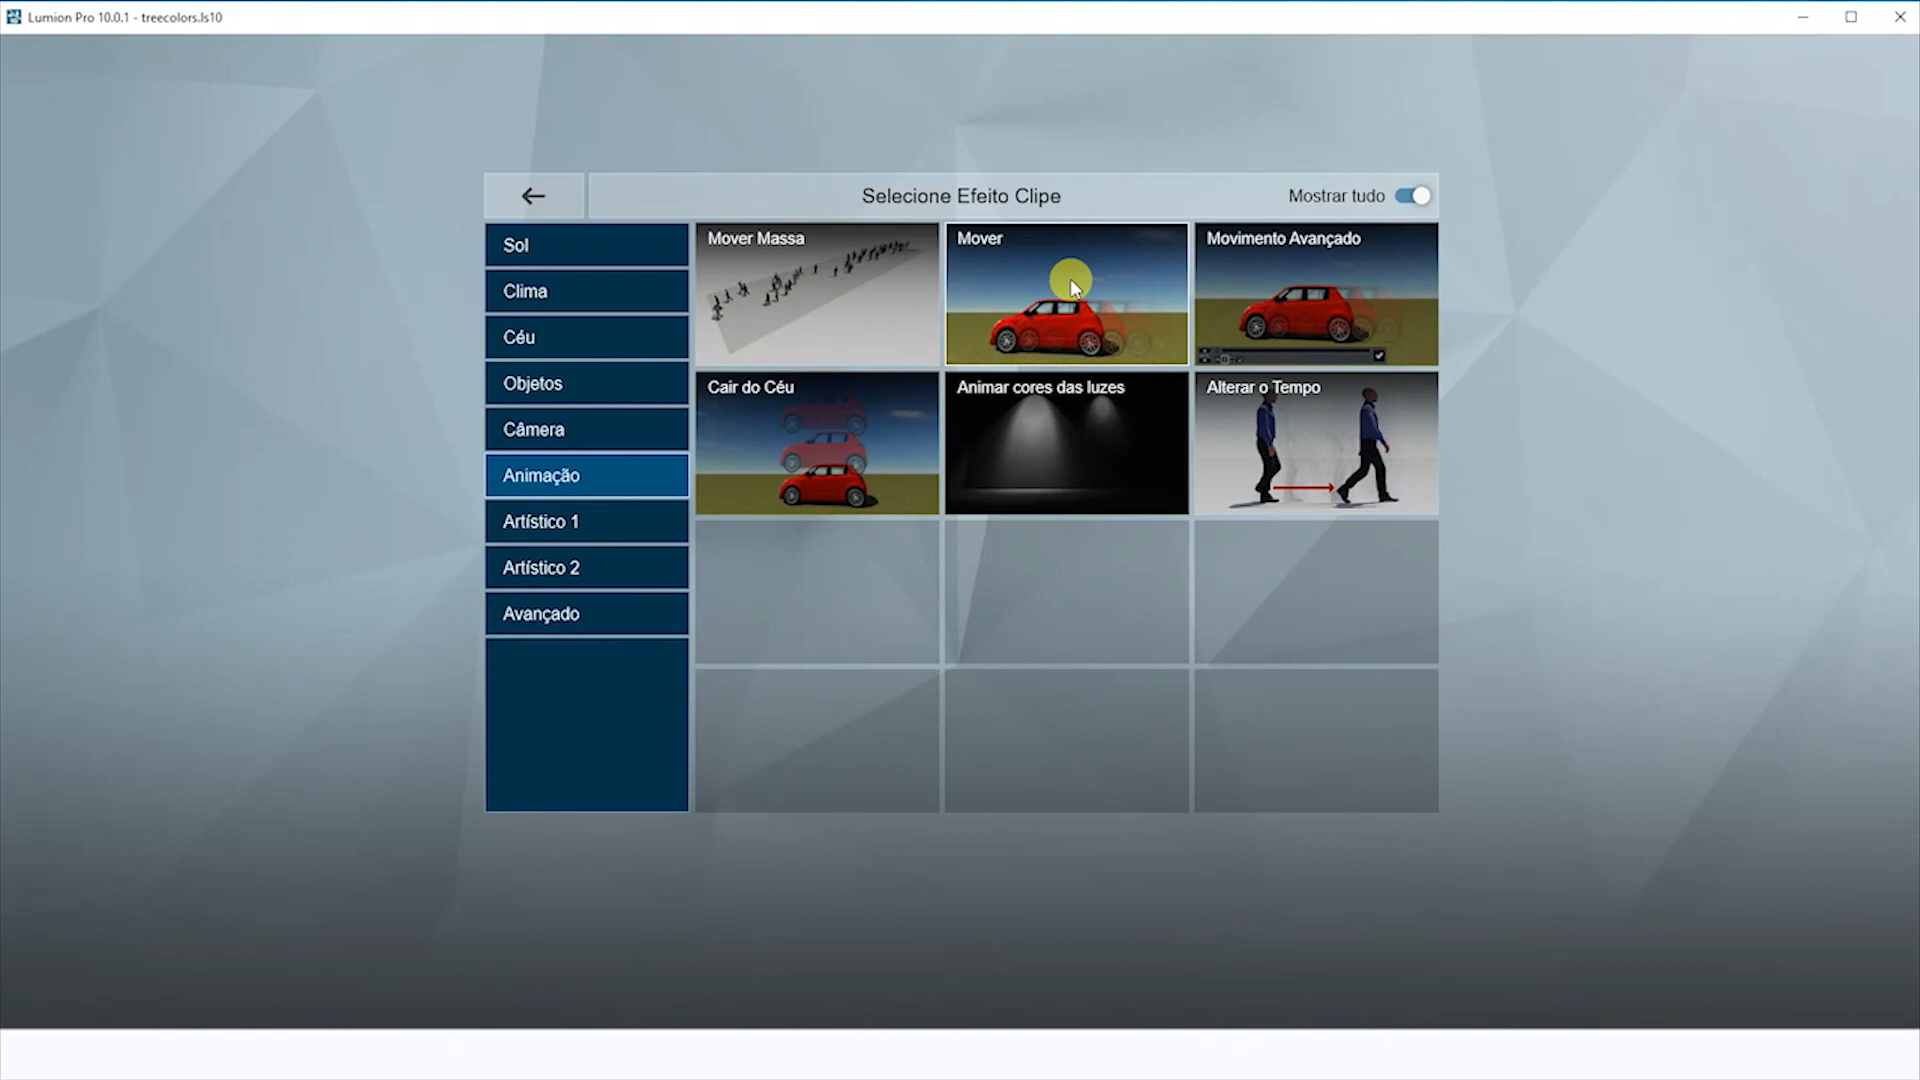 Lumion Pro 10.0.1 - treecolors.ls10
Selecione Efeito Clipe
Mostrar tudo
Sol
Clima
Céu
Objetos
Câmera
Animação
Artístico 1
Artístico 2
Avançado
Mover Massa
Mover
Movimento Avançado
Cair do Céu
Animar cores das luzes
Alterar o Tempo